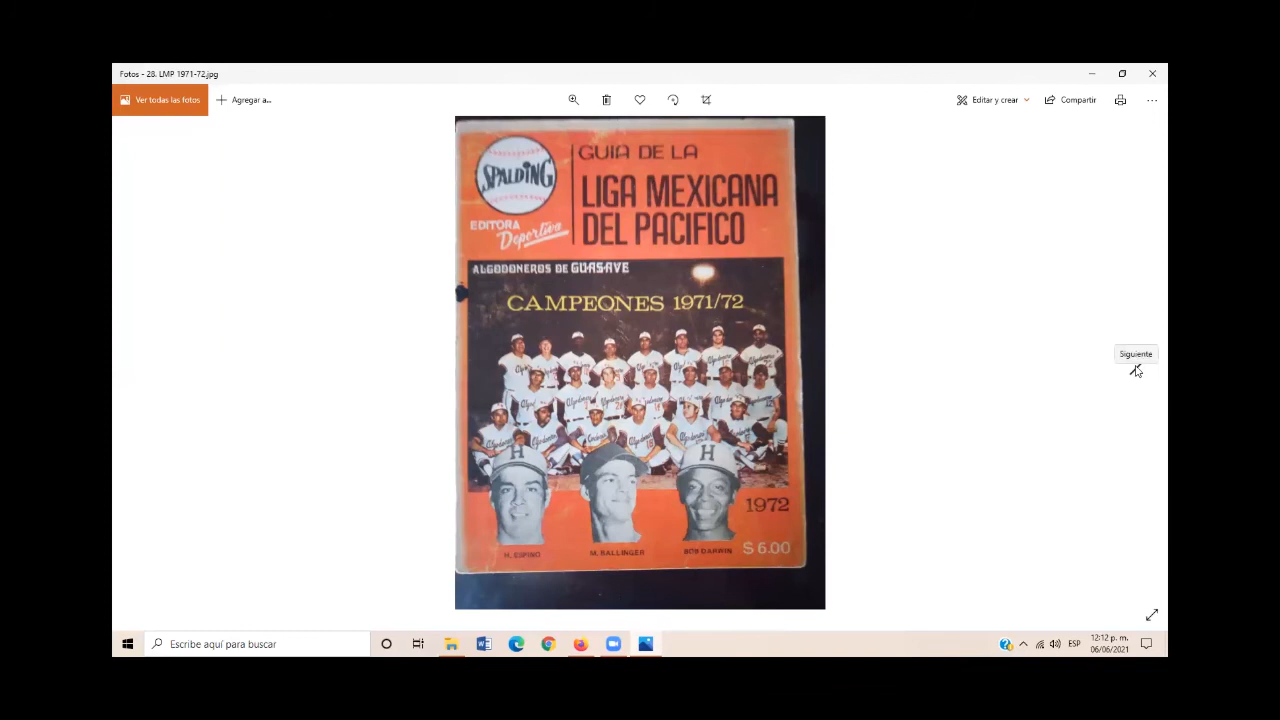 Fotos - 28. LMP 1971-72.jpg
Ver todas las fotos
Agregar a...
Editar y crear
Compartir
SPALDING
GUIA DE LA
LIGA MEXICANA
DEL PACIFICO
EDITORA
Deportiva
ALGODONEROS DE GUASAVE
CAMPEONES 1971/72
Siguiente
H
H
1972
H. ESPINO
M. BALLINGER
BOB DARWIN
$ 6.00
Escribe aquí para buscar
ESP
12:12 p. m.
06/06/2021